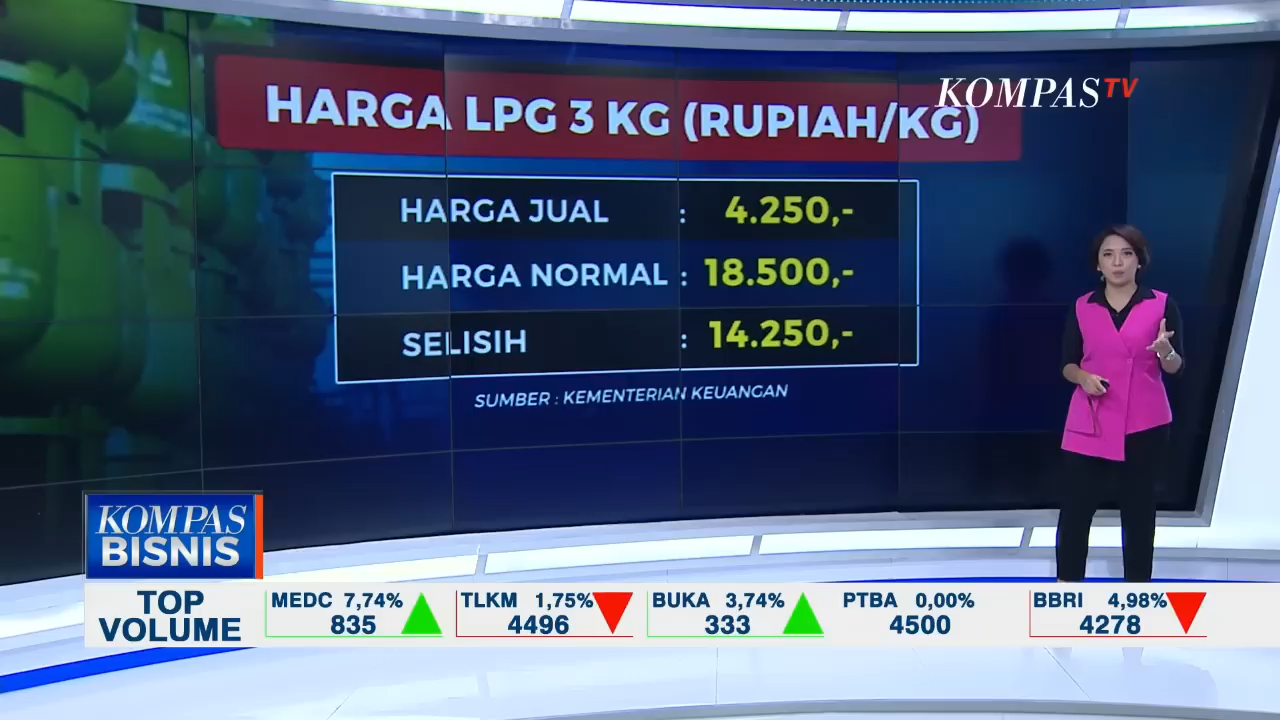 KOMPASTV
HARGA LPG 3 KG (RUPIAH/KG)
HARGA JUAL : 4.250,-
HARGA NORMAL : 18.500,-
SELISIH : 14.250,-
SUMBER : KEMENTERIAN KEUANGAN
KOMPAS
BISNIS
TOP
VOLUME
MEDC 7,74%
835
TLKM 1,75%
4496
BUKA 3,74%
333
PTBA 0,00%
4500
BBRI 4,98%
4278